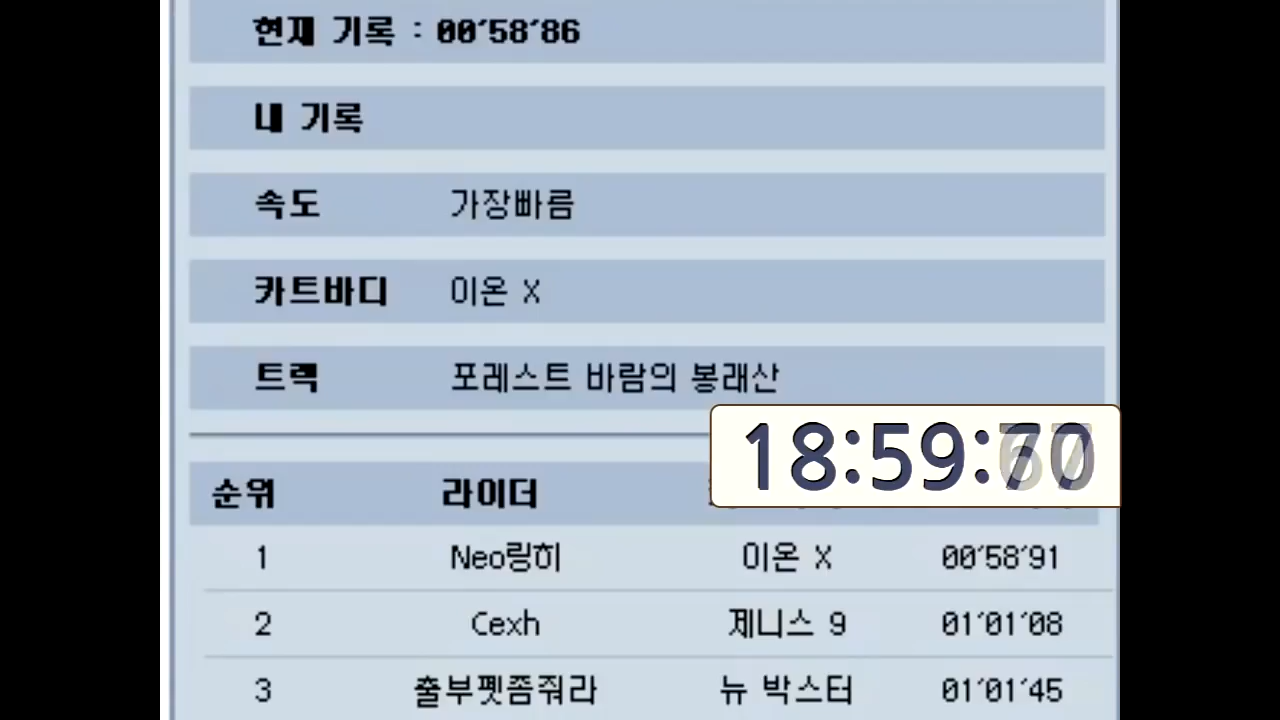 현재 기록 : 00′58′86
내 기록
속도 가장빠름
카트바디 이온 X
트랙 포레스트 바람의 봉래산
18:59:
순위 라이더
1 Neo링히 이온 X 00′58′91
2 Cexh 제니스 9 01′01′08
3 출부펫쫌줘라 뉴 박스터 01′01′45